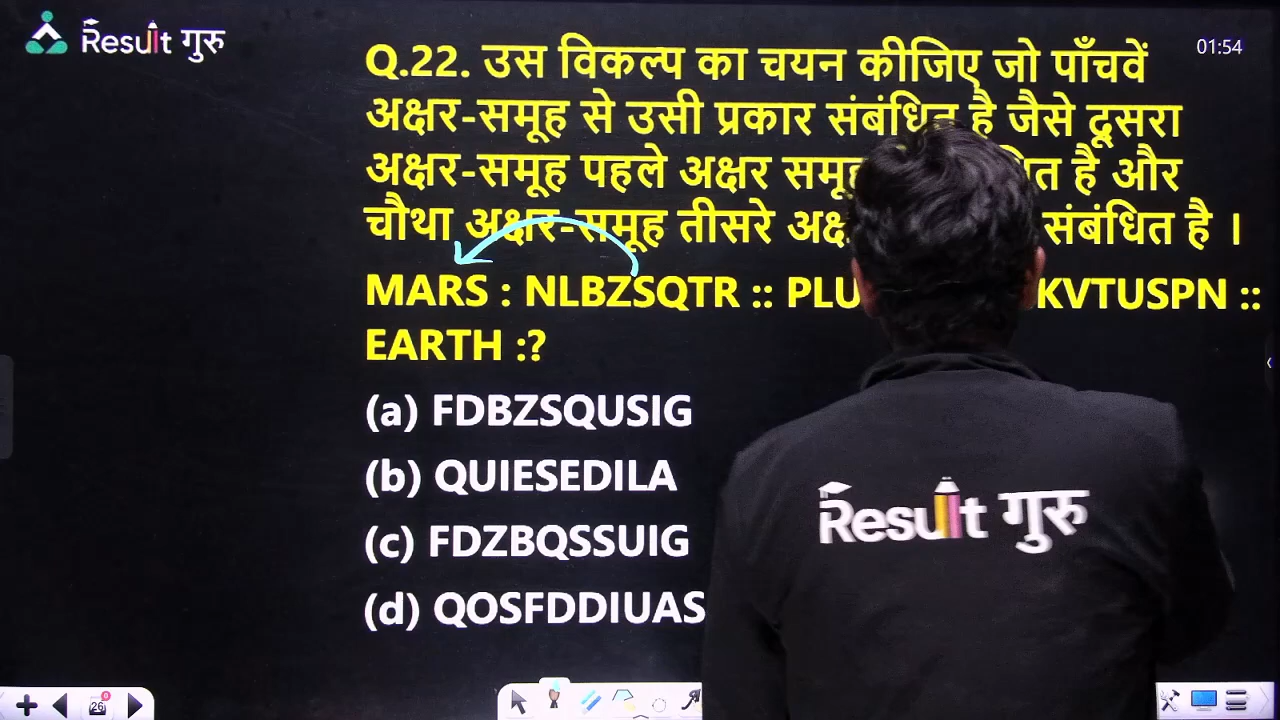 Result गुरु
01:54
Q.22. उस विकल्प का चयन कीजिए जो पाँचवें
अक्षर-समूह से उसी प्रकार संबंधित है जैसे दूसरा
अक्षर-समूह पहले अक्षर समूह है और
चौथा अक्षर-समूह तीसरे संबंधित है ।
MARS : NLBZSQTR :: PLU KVTUSPN ::
EARTH :?
(a) FDBZSQUSIG
(b) QUIESEDILA
(c) FDZBQSSUIG
(d) QOSFDDIUAS
Result गुरु
26